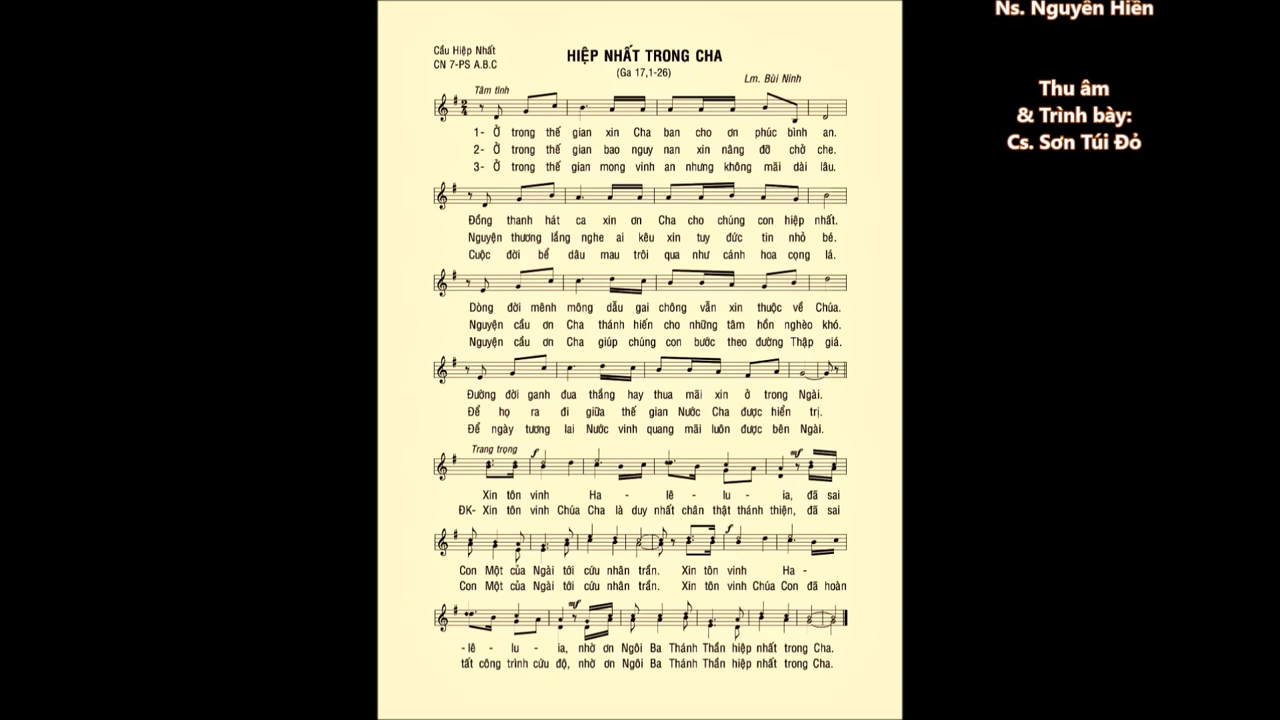 Ns. Nguyên Hiền
Thu âm
& Trình bày:
Cs. Sơn Túi Đỏ
Cầu Hiệp Nhất
CN 7-PS A.B.C
HIỆP NHẤT TRONG CHA
(Ga 17,1-26)
Lm. Bùi Ninh
Tâm tình
1- Ở trong thế gian xin Cha ban cho ơn phúc bình an.
2- Ở trong thế gian bao nguy nan xin nâng đỡ chở che.
3- Ở trong thế gian mong vinh an nhưng không mãi dài lâu.
Đồng thanh hát ca xin ơn Cha cho chúng con hiệp nhất.
Nguyện thương lắng nghe ai kêu xin tuy đức tin nhỏ bé.
Cuộc đời bể dâu mau trôi qua như cánh hoa cọng lá.
Dòng đời mênh mông dẫu gai chông vẫn xin thuộc về Chúa.
Nguyện cầu ơn Cha thánh hiến cho những tâm hồn nghèo khó.
Nguyện cầu ơn Cha giúp chúng con bước theo đường Thập giá.
Đường đời ganh đua thắng hay thua mãi xin ở trong Ngài.
Để họ ra đi giữa thế gian Nước Cha được hiển trị.
Để ngày tương lai Nước vinh quang mãi luôn được bên Ngài.
Trang trọng f mf
Xin tôn vinh Ha - lê - lu - ia, đã sai
ĐK- Xin tôn vinh Chúa Cha là duy nhất chân thật thánh thiện, đã sai
f
Con Một của Ngài tới cứu nhân trần. Xin tôn vinh Ha -
Con Một của Ngài tới cứu nhân trần. Xin tôn vinh Chúa Con đã hoàn
mf
- lê - lu - ia, nhờ ơn Ngôi Ba Thánh Thần hiệp nhất trong Cha.
tất công trình cứu độ, nhờ ơn Ngôi Ba Thánh Thần hiệp nhất trong Cha.